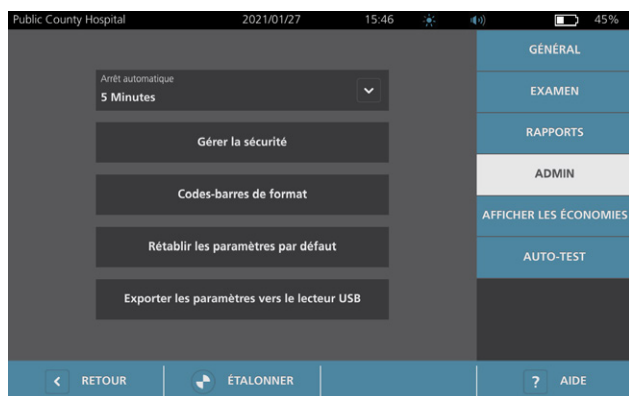 Public County Hospital 2021/01/27 15:46 45%
GÉNÉRAL
Arrêt automatique
5 Minutes
EXAMEN
Gérer la sécurité
RAPPORTS
Codes-barres de format
ADMIN
AFFICHER LES ÉCONOMIES
Rétablir les paramètres par défaut
AUTO-TEST
Exporter les paramètres vers le lecteur USB
RETOUR ÉTALONNER ? AIDE